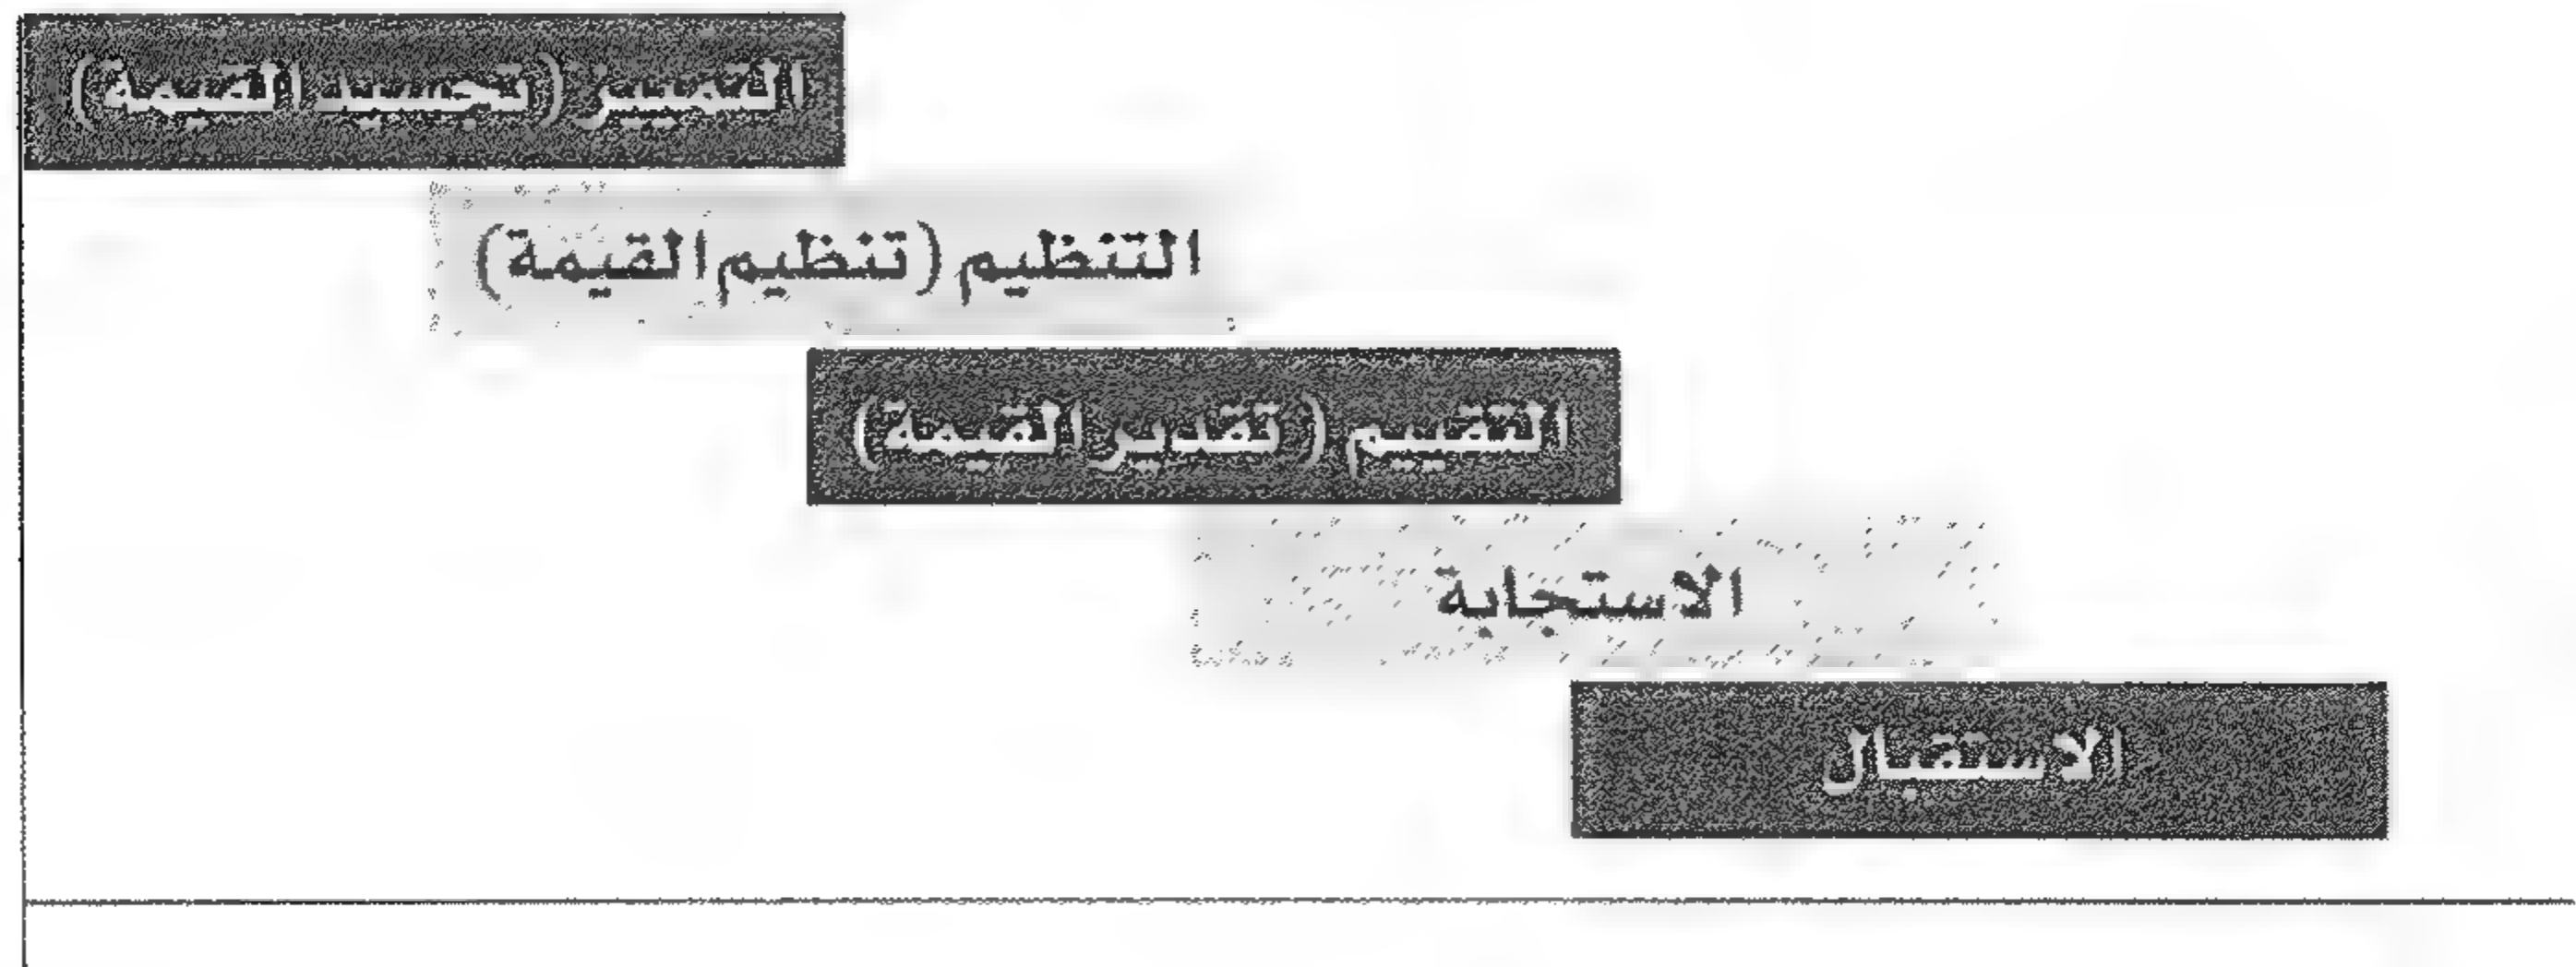 التمييز (تجسيد القيمة)
التنظيم (تنظيم القيمة)
التقييم (تقدير القيمة)
الاستجابة
الاستقبال